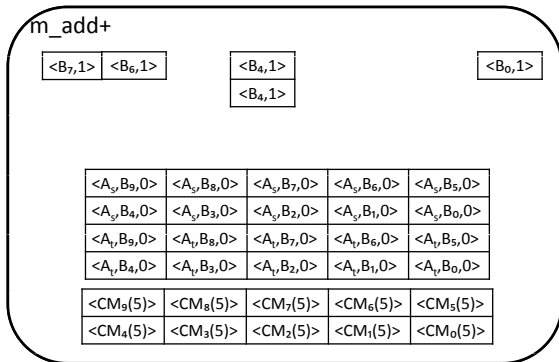 m_add+
<B₇,1> <B₆,1> <B₄,1> <B₀,1>
<B₄,1>
<Aₛ,B₉,0> <Aₛ,B₈,0> <Aₛ,B₇,0> <Aₛ,B₆,0> <Aₛ,B₅,0>
<Aₛ,B₄,0> <Aₛ,B₃,0> <Aₛ,B₂,0> <Aₛ,B₁,0> <Aₛ,B₀,0>
<Aₜ,B₉,0> <Aₜ,B₈,0> <Aₜ,B₇,0> <Aₜ,B₆,0> <Aₜ,B₅,0>
<Aₜ,B₄,0> <Aₜ,B₃,0> <Aₜ,B₂,0> <Aₜ,B₁,0> <Aₜ,B₀,0>
<CM₉(5)> <CM₈(5)> <CM₇(5)> <CM₆(5)> <CM₅(5)>
<CM₄(5)> <CM₃(5)> <CM₂(5)> <CM₁(5)> <CM₀(5)>